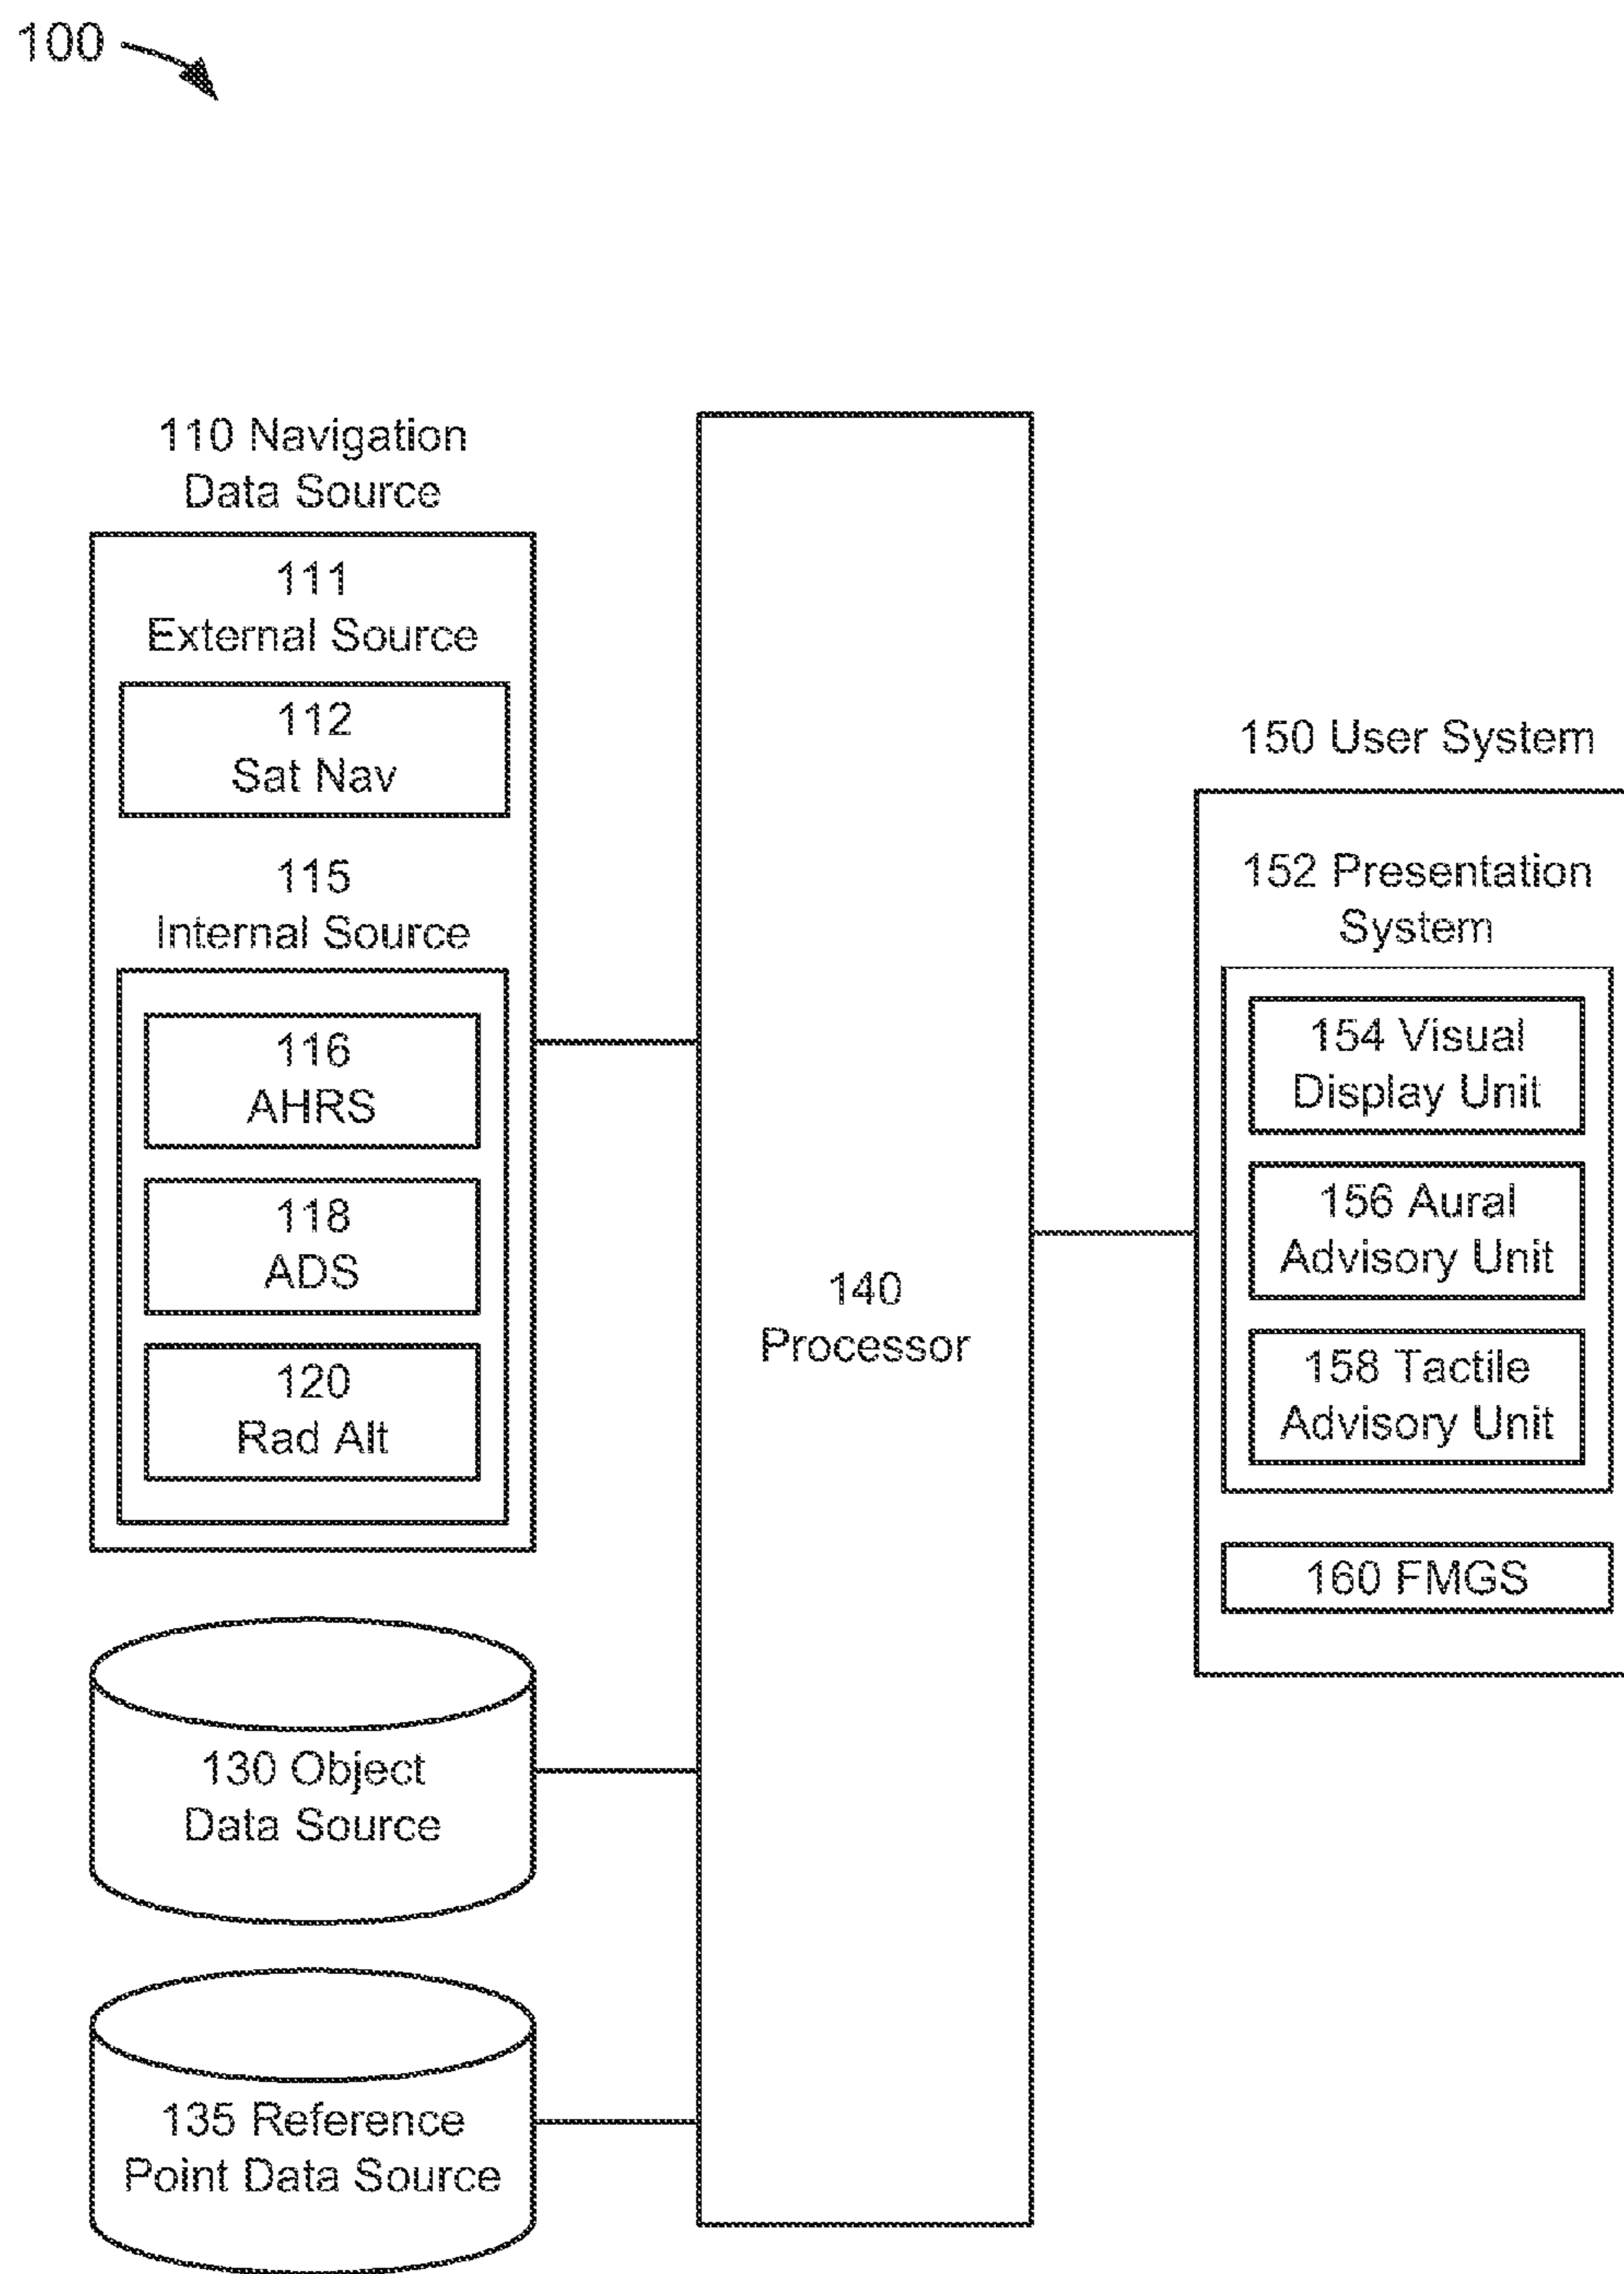 100
110 Navigation
Data Source
111
External Source
112
Sat Nav
115
Internal Source
116
AHRS
118
ADS
120
Rad Alt
130 Object
Data Source
135 Reference
Point Data Source
140
Processor
150 User System
152 Presentation
System
154 Visual
Display Unit
156 Aural
Advisory Unit
158 Tactile
Advisory Unit
160 FMGS